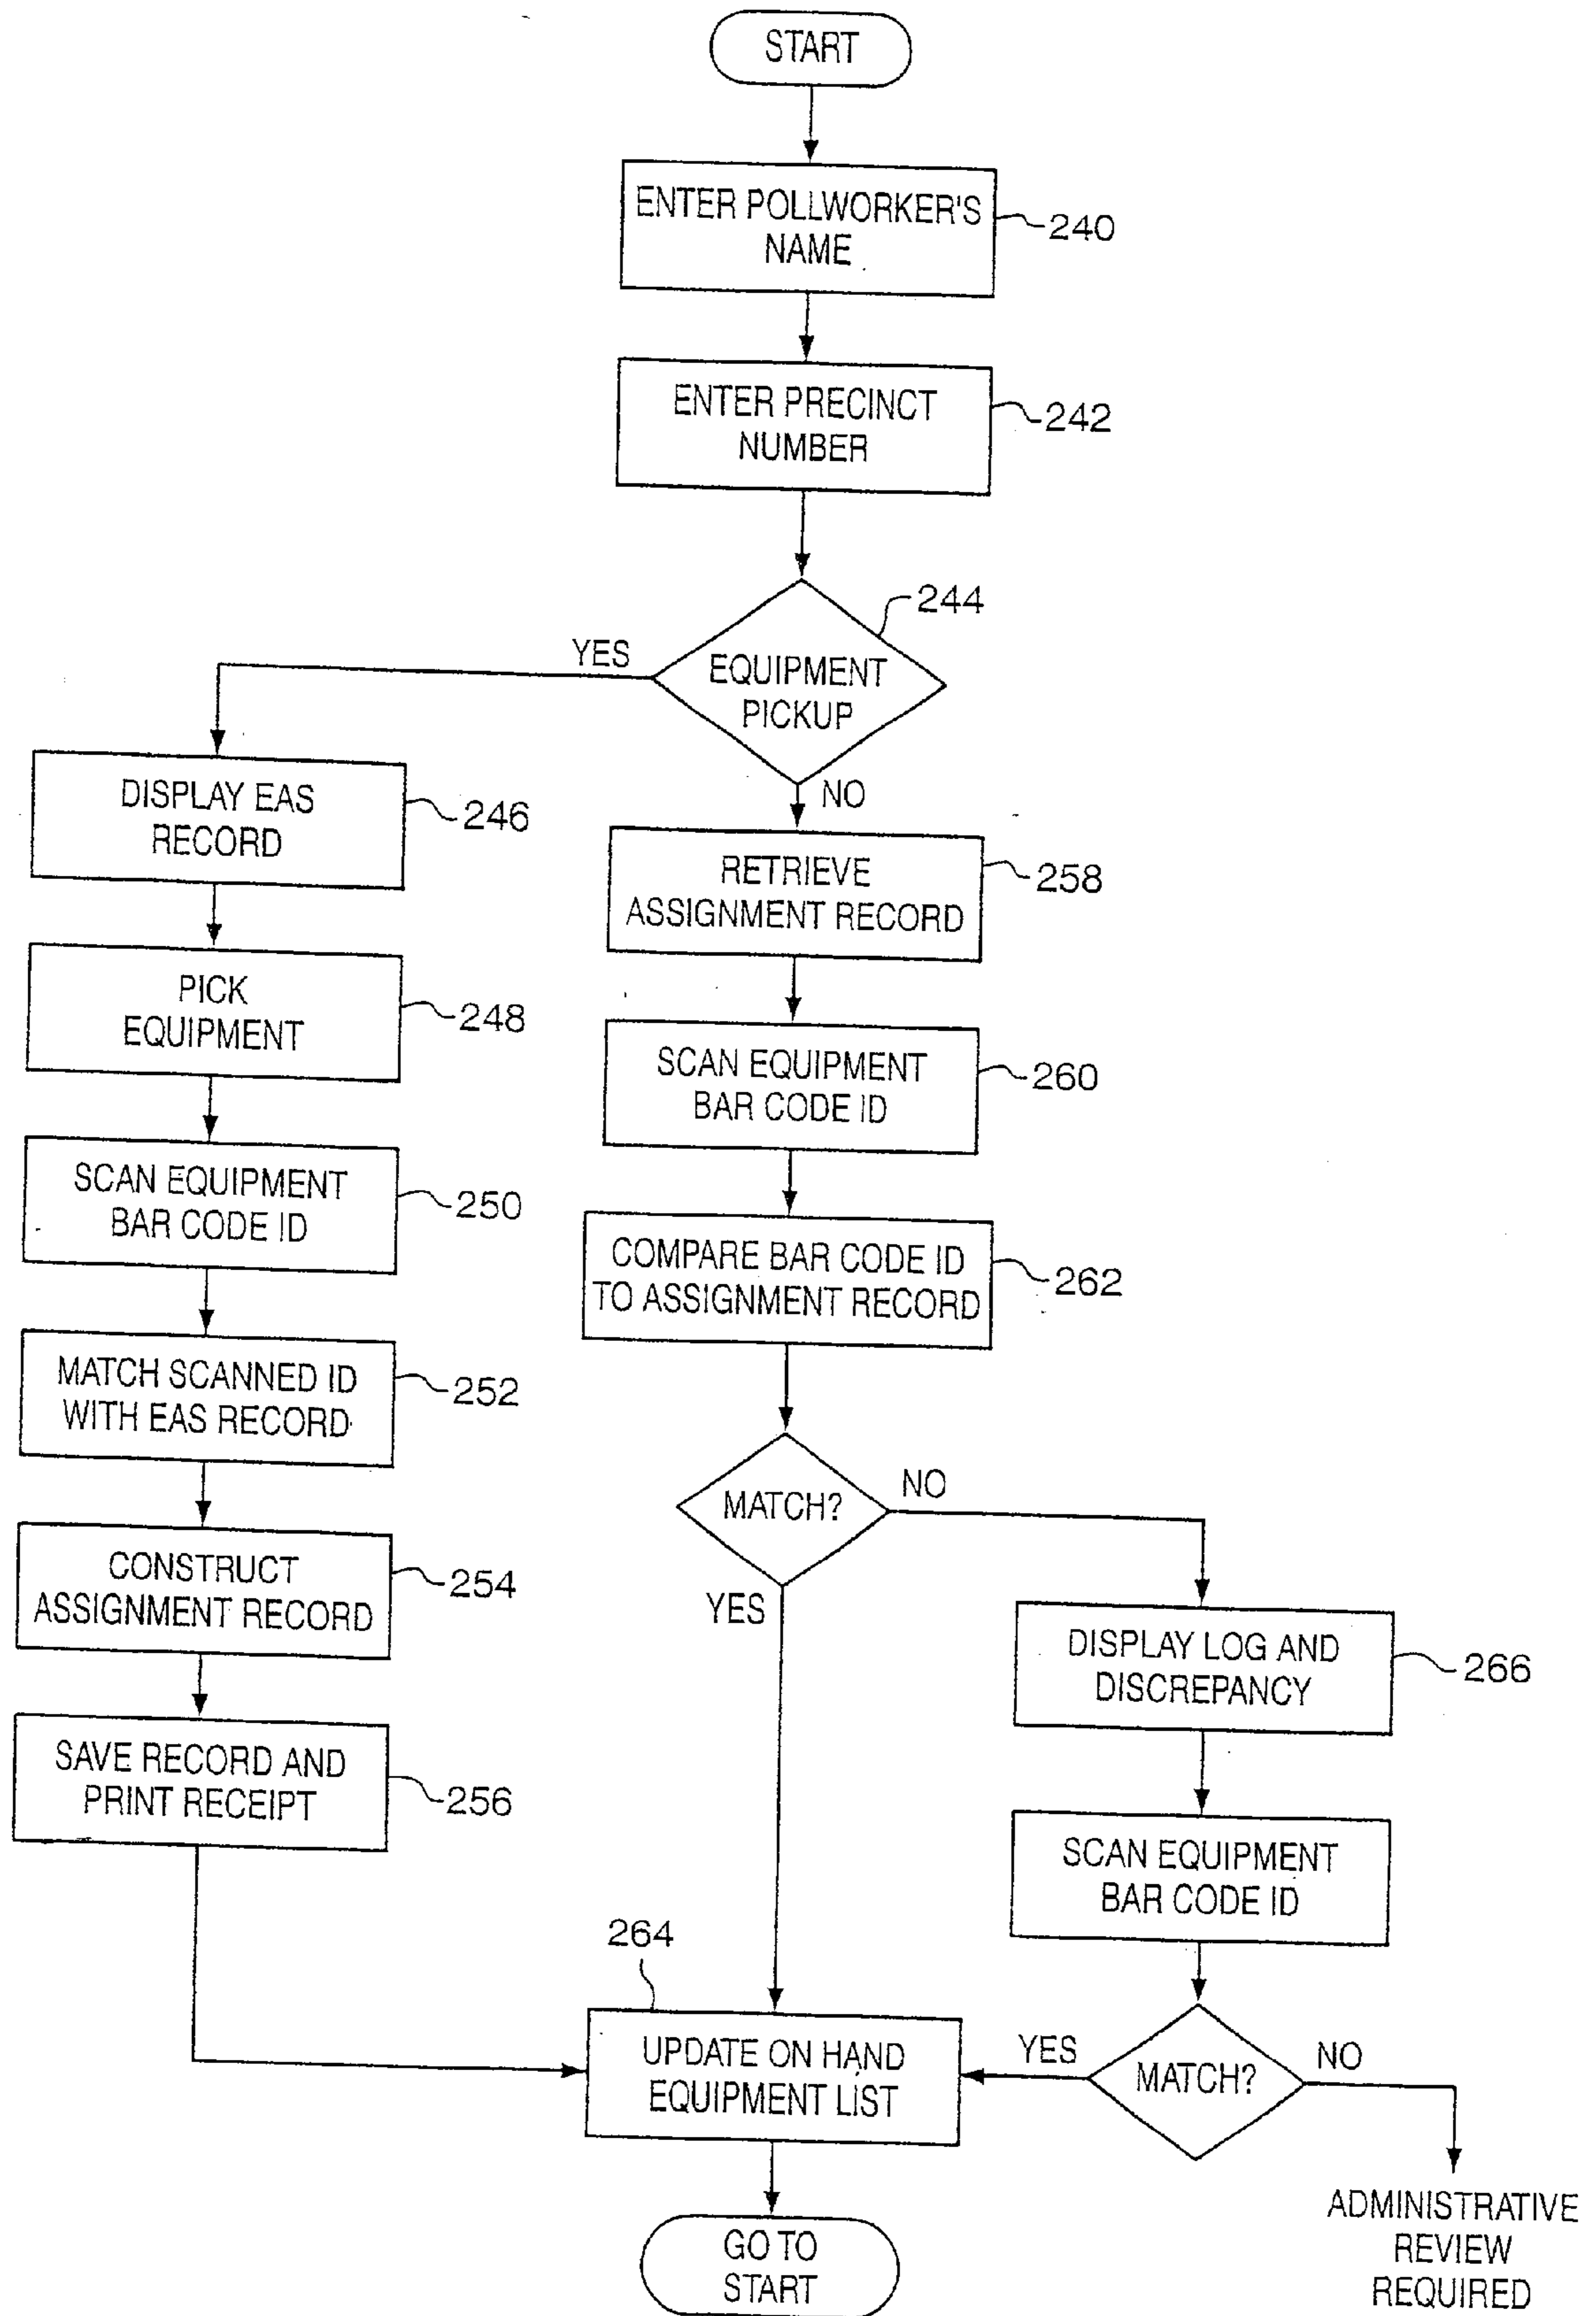 START
ENTER POLLWORKER'S
NAME
240
ENTER PRECINCT
NUMBER
242
244
EQUIPMENT
PICKUP
YES
NO
DISPLAY EAS
RECORD
246
PICK
EQUIPMENT
248
SCAN EQUIPMENT
BAR CODE ID
250
MATCH SCANNED ID
WITH EAS RECORD
252
CONSTRUCT
ASSIGNMENT RECORD
254
SAVE RECORD AND
PRINT RECEIPT
256
RETRIEVE
ASSIGNMENT RECORD
258
SCAN EQUIPMENT
BAR CODE ID
260
COMPARE BAR CODE ID
TO ASSIGNMENT RECORD
262
MATCH?
NO
YES
DISPLAY LOG AND
DISCREPANCY
266
SCAN EQUIPMENT
BAR CODE ID
MATCH?
YES
NO
264
UPDATE ON HAND
EQUIPMENT LIST
GO TO
START
ADMINISTRATIVE
REVIEW
REQUIRED